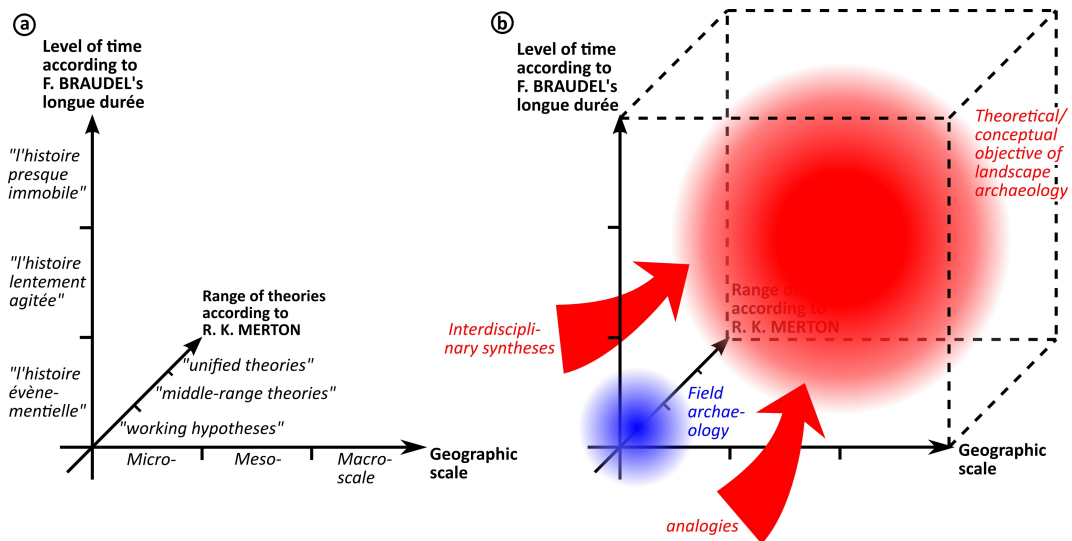 a
Level of time
according to
F. BRAUDEL's
longue durée
"l'histoire
presque
immobile"
"l'histoire
lentement
agitée"
"l'histoire
évène-
mentielle"
Range of theories
according to
R. K. MERTON
"unified theories"
"middle-range theories"
"working hypotheses"
Micro-
Meso-
Macro-
scale
Geographic
scale
b
Level of time
according to
F. BRAUDEL's
longue durée
Theoretical/
conceptual
objective of
landscape
archaeology
Interdiscipli-
nary syntheses
Range o
according to
R. K. MERTON
Field
archae-
ology
analogies
Geographic
scale